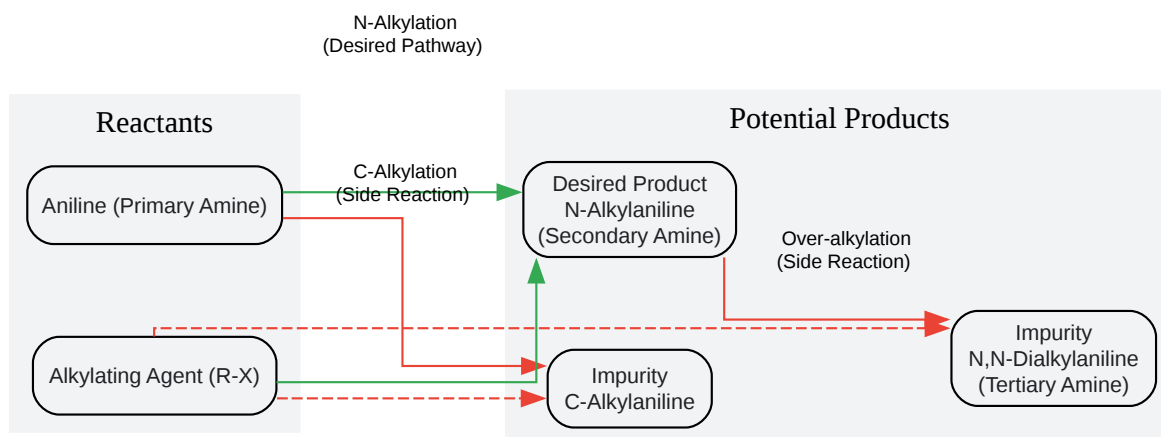 N-Alkylation
(Desired Pathway)
Reactants
Potential Products
Aniline (Primary Amine)
C-Alkylation
(Side Reaction)
Desired Product
N-Alkylaniline
(Secondary Amine)
Over-alkylation
(Side Reaction)
Alkylating Agent (R-X)
Impurity
C-Alkylaniline
Impurity
N,N-Dialkylaniline
(Tertiary Amine)